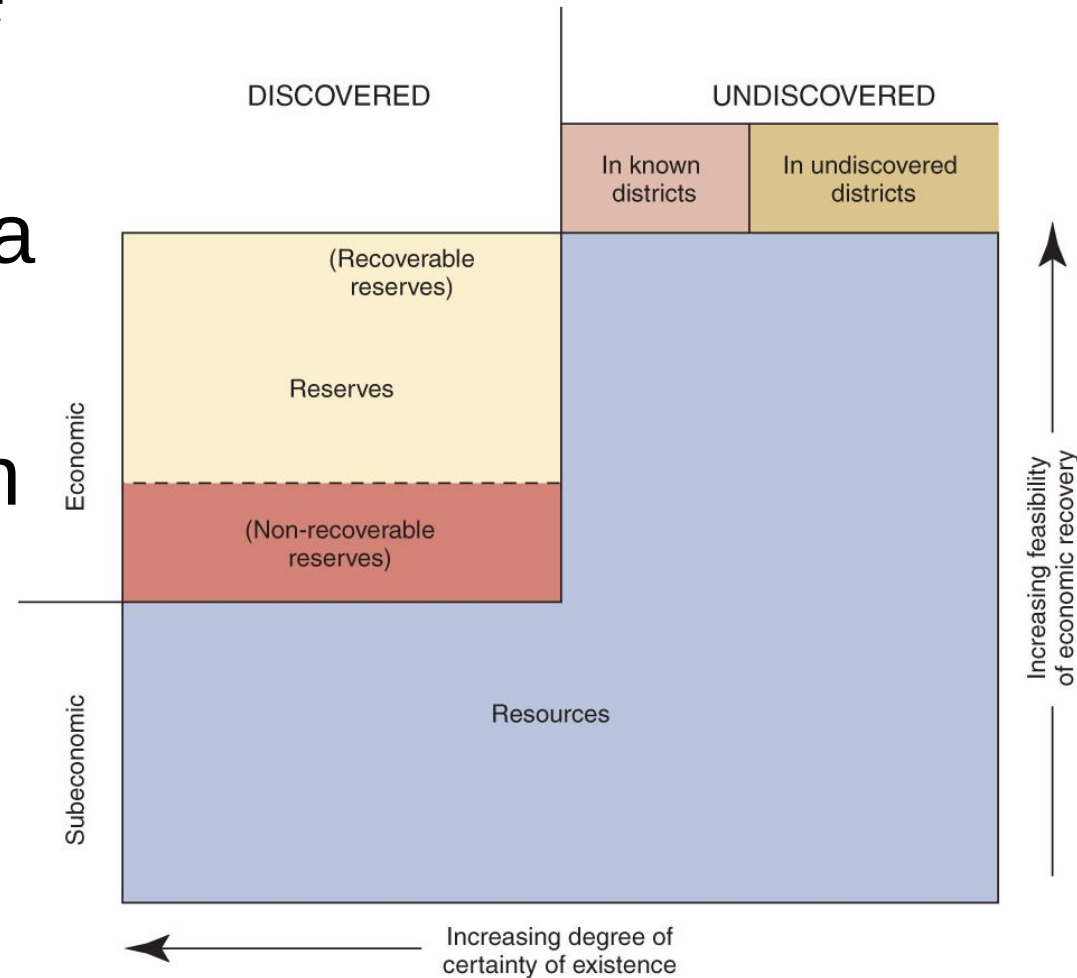 DISCOVERED
UNDISCOVERED
In known
districts
In undiscovered
districts
a
(Recoverable
reserves)
Reserves
Economic
n
(Non-recoverable
reserves)
Increasing feasibility
of economic recovery
Resources
Subeconomic
Increasing degree of
certainty of existence